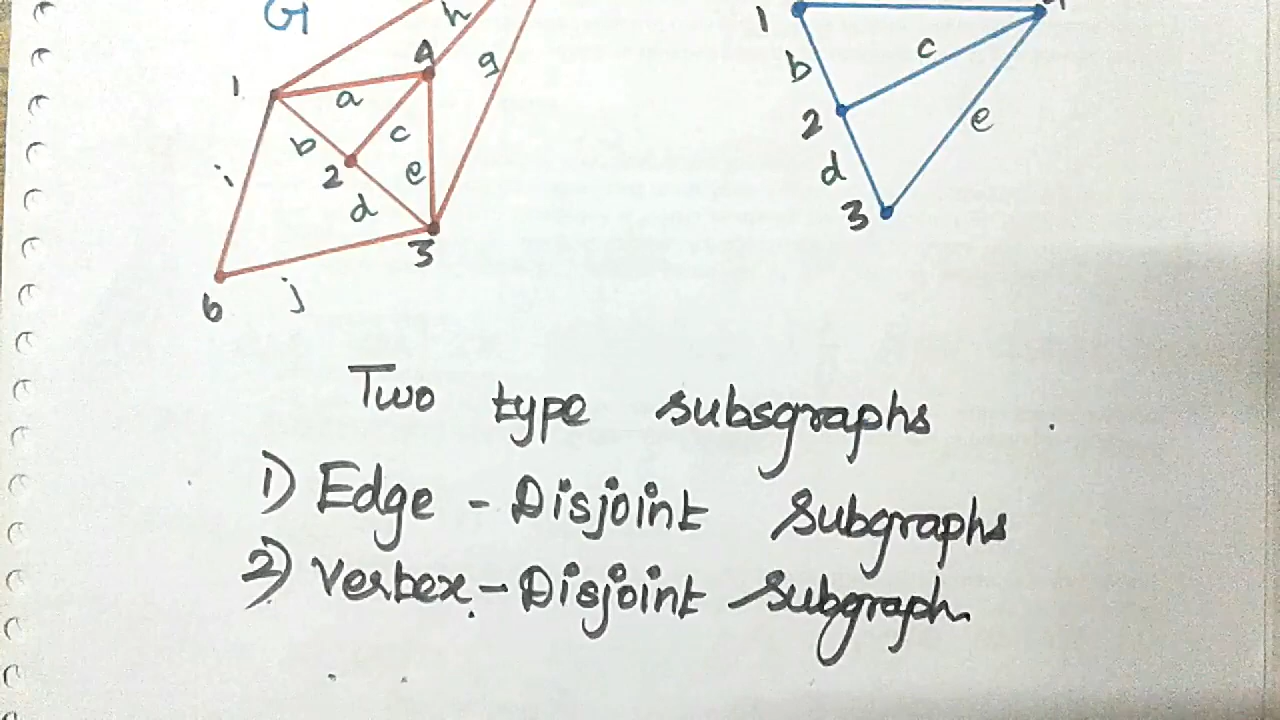 G
h
1
4
g
1
a
b
c
c
b
2
e
e
i
2
d
d
3
3
6
j
Two type subsgraphs
1) Edge - Disjoint Subgraphs
2) Vertex - Disjoint Subgraph